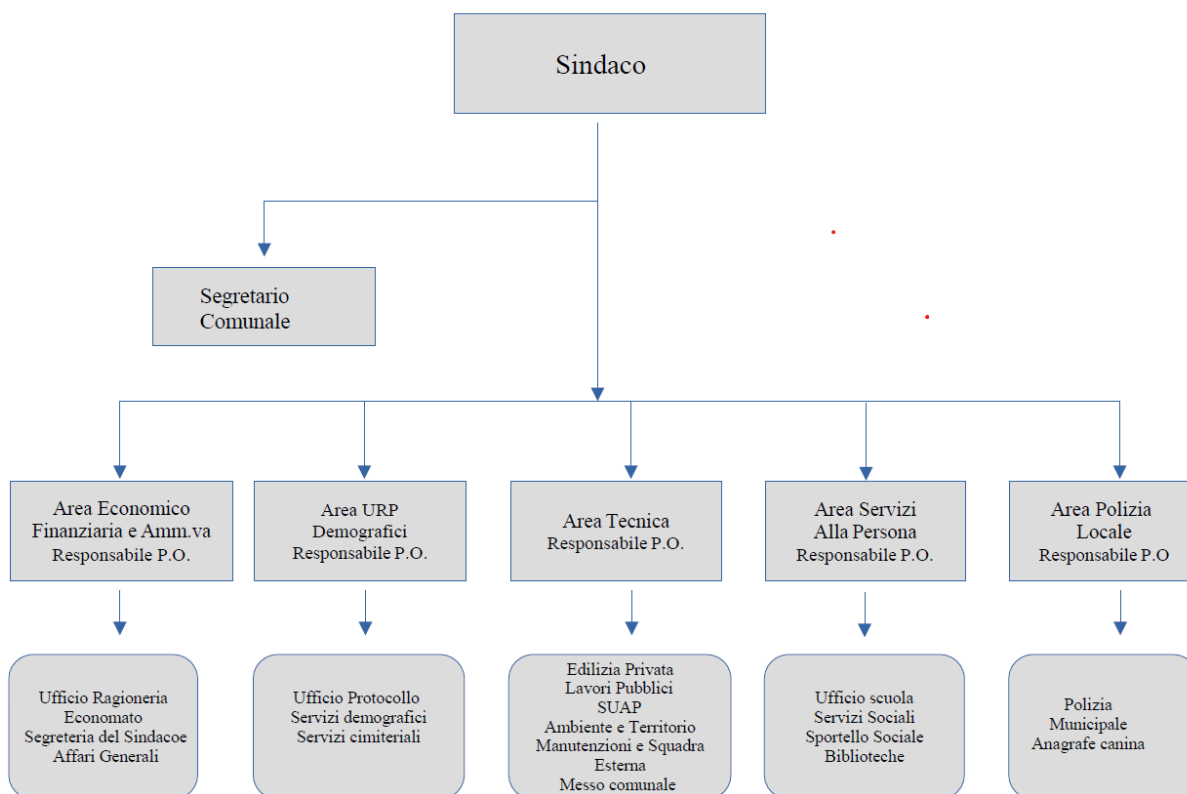 Sindaco
Segretario
Comunale
Area Economico
Finanziaria e Amm.va
Responsabile P.O.
Area URP
Demografici
Responsabile P.O.
Area Tecnica
Responsabile P.O.
Area Servizi
Alla Persona
Responsabile P.O.
Area Polizia
Locale
Responsabile P.O
Ufficio Ragioneria
Economato
Segreteria del Sindacoe
Affari Generali
Ufficio Protocollo
Servizi demografici
Servizi cimiteriali
Edilizia Privata
Lavori Pubblici
SUAP
Ambiente e Territorio
Manutenzioni e Squadra
Esterna
Messo comunale
Ufficio scuola
Servizi Sociali
Sportello Sociale
Biblioteche
Polizia
Municipale
Anagrafe canina